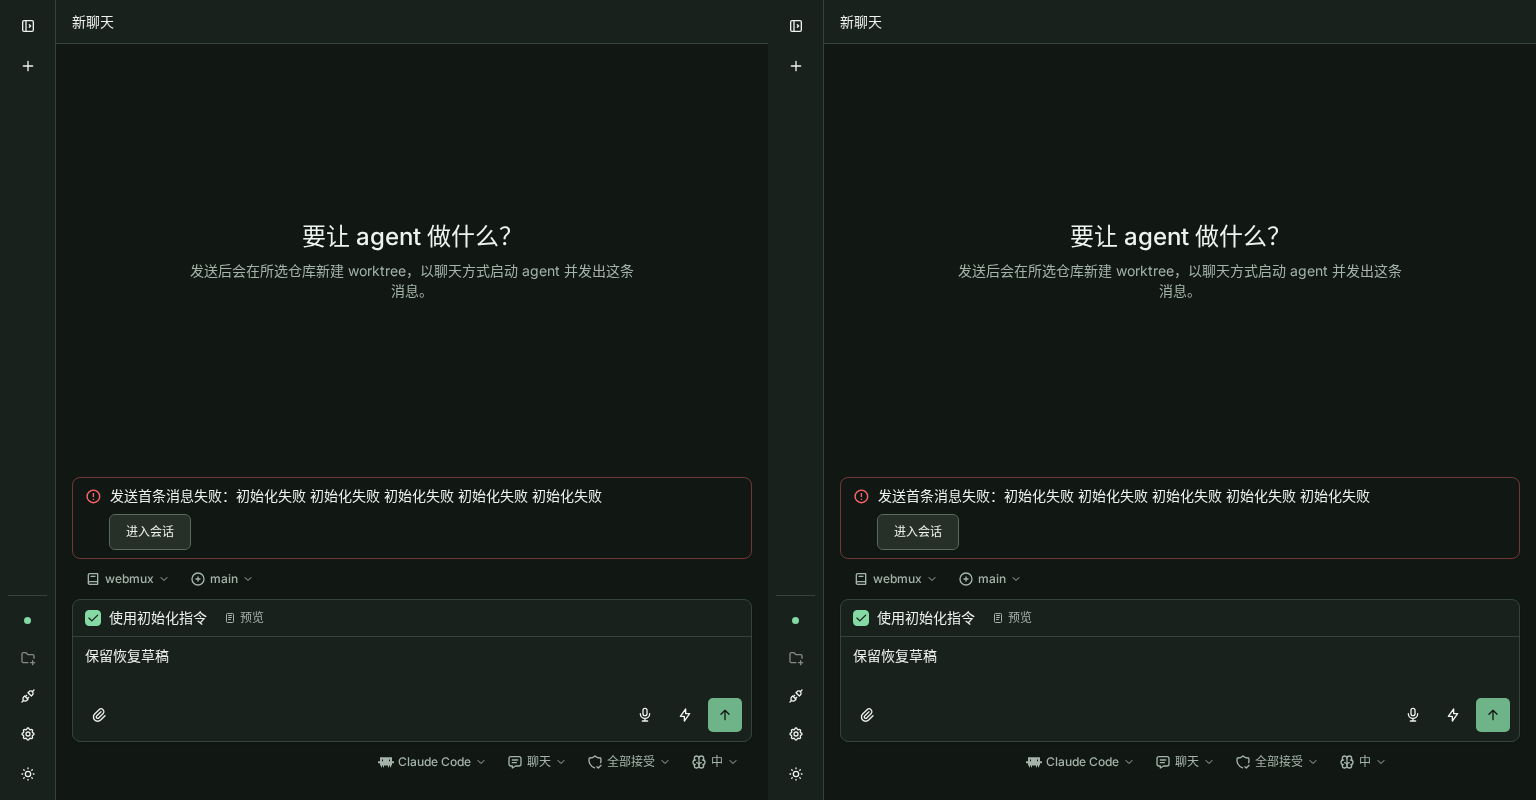 新聊天
要让 agent 做什么？
发送后会在所选仓库新建 worktree，以聊天方式启动 agent 并发出这条
消息。
发送首条消息失败：初始化失败 初始化失败 初始化失败 初始化失败 初始化失败
进入会话
webmux main
使用初始化指令 预览
保留恢复草稿
Claude Code 聊天 全部接受 中
新聊天
要让 agent 做什么？
发送后会在所选仓库新建 worktree，以聊天方式启动 agent 并发出这条
消息。
发送首条消息失败：初始化失败 初始化失败 初始化失败 初始化失败 初始化失败
进入会话
webmux main
使用初始化指令 预览
保留恢复草稿
Claude Code 聊天 全部接受 中